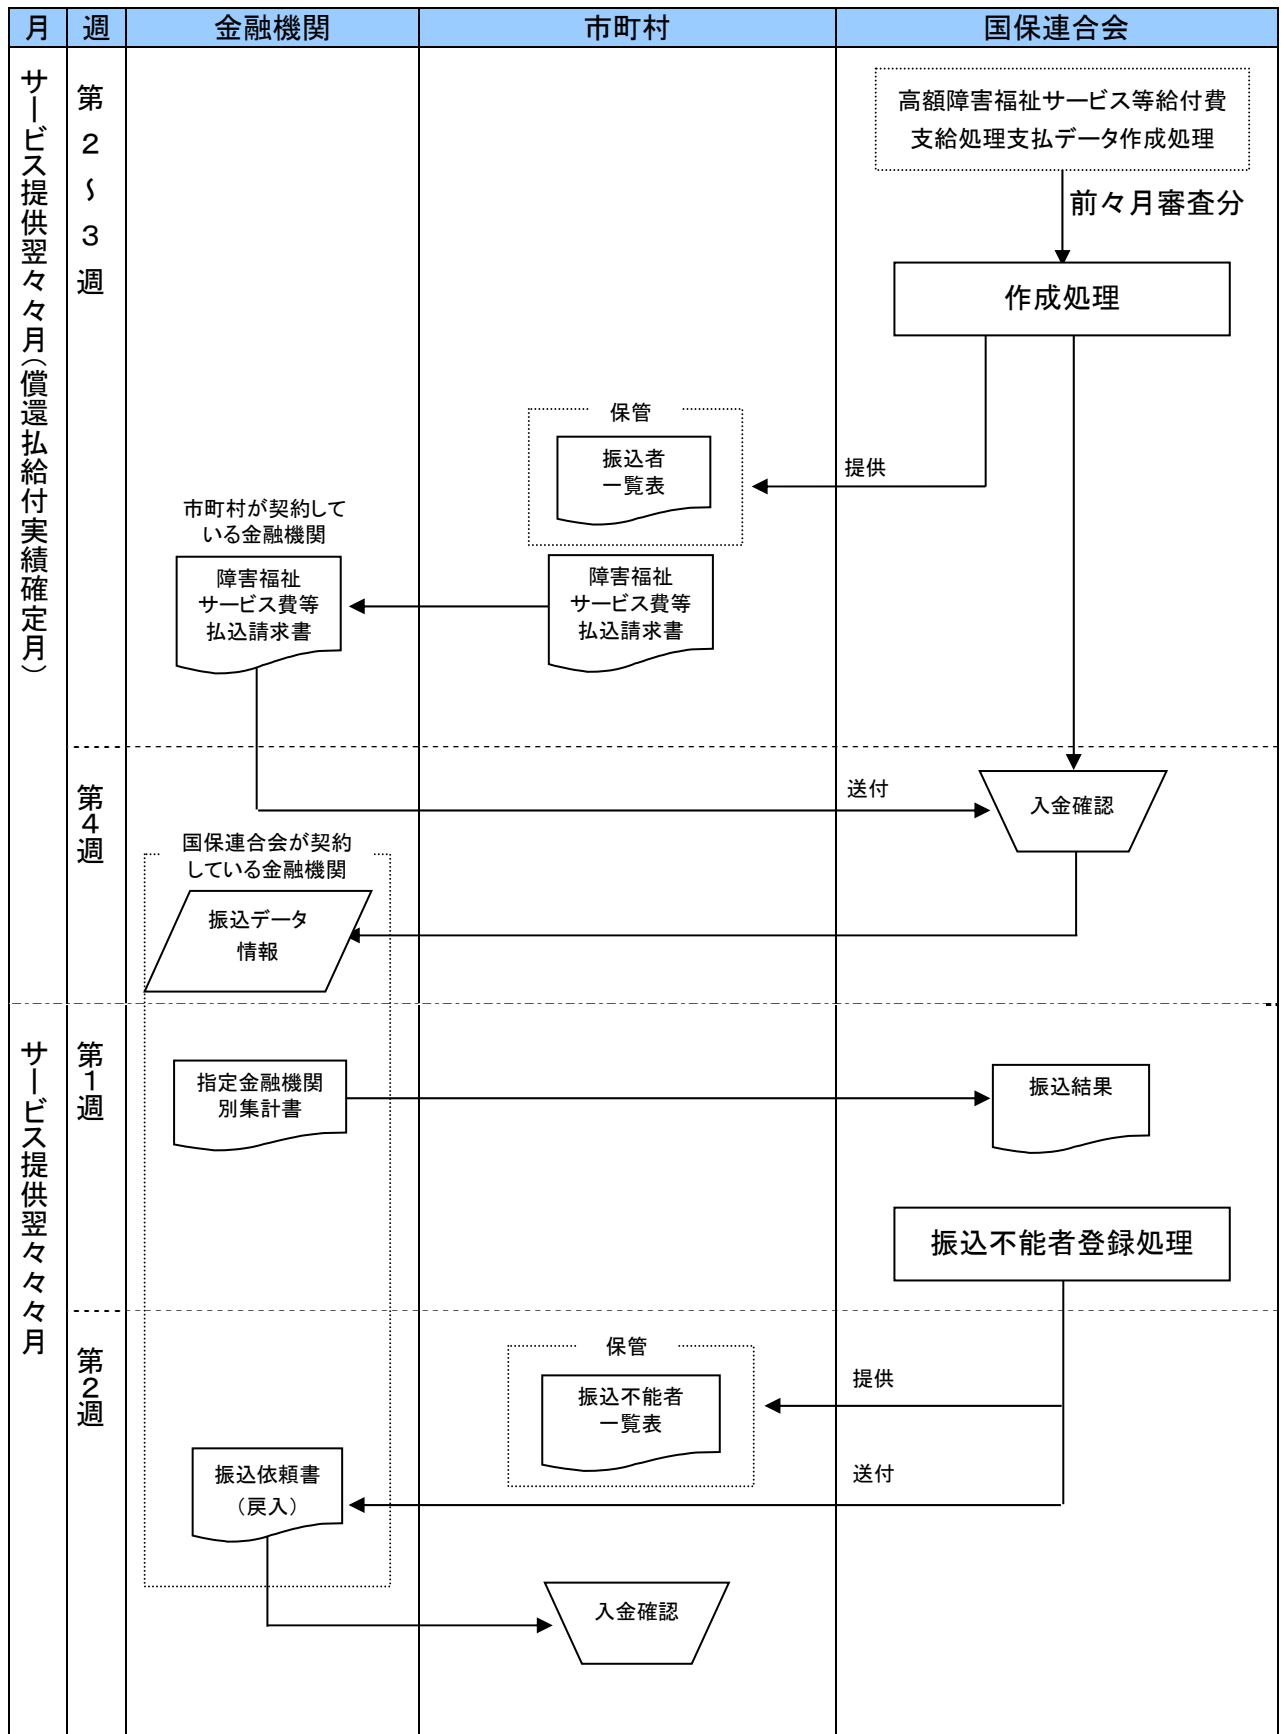 月 週 金融機関 市町村 国保連合会
サービス提供翌々月（償還払給付実績確定月）
第２～３週
高額障害福祉サービス等給付費
支給処理支払データ作成処理
前々月審査分
作成処理
保管
振込者
一覧表
提供
市町村が契約して
いる金融機関
障害福祉
サービス費等
払込請求書
障害福祉
サービス費等
払込請求書
第４週
送付
入金確認
国保連合会が契約
している金融機関
振込データ
情報
サービス提供翌々々月
第１週
指定金融機関
別集計書
振込結果
振込不能者登録処理
第２週
保管
振込不能者
一覧表
提供
振込依頼書
（戻入）
送付
入金確認